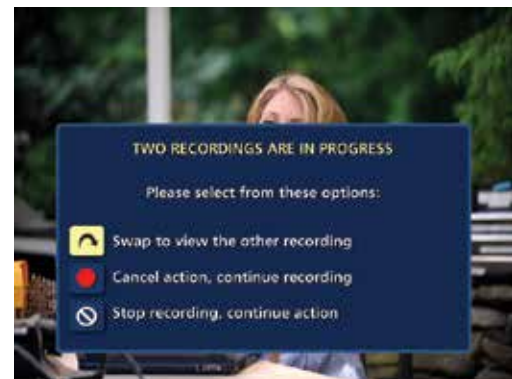 TWO RECORDINGS ARE IN PROGRESS
Please select from these options:
Swap to view the other recording
Cancel action, continue recording
Stop recording, continue action